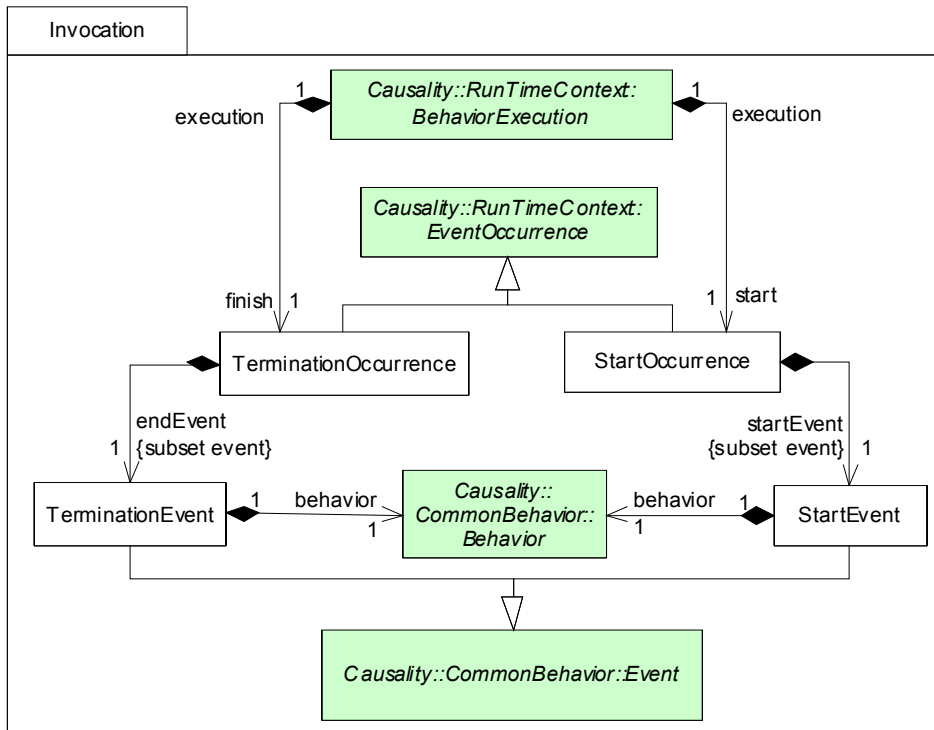 Invocation
1
Causality::RunTimeContext::
BehaviorExecution
1
execution
execution
Causality::RunTimeContext:
EventOccurrence
finish
1
1
start
TerminationOccurrence
StartOccurrence
endEvent
1
{subset event}
startEvent
{subset event}
1
TerminationEvent
1
behavior
1
Causality::
CommonBehavior::
Behavior
behavior
1
1
StartEvent
Causality::CommonBehavior::Event